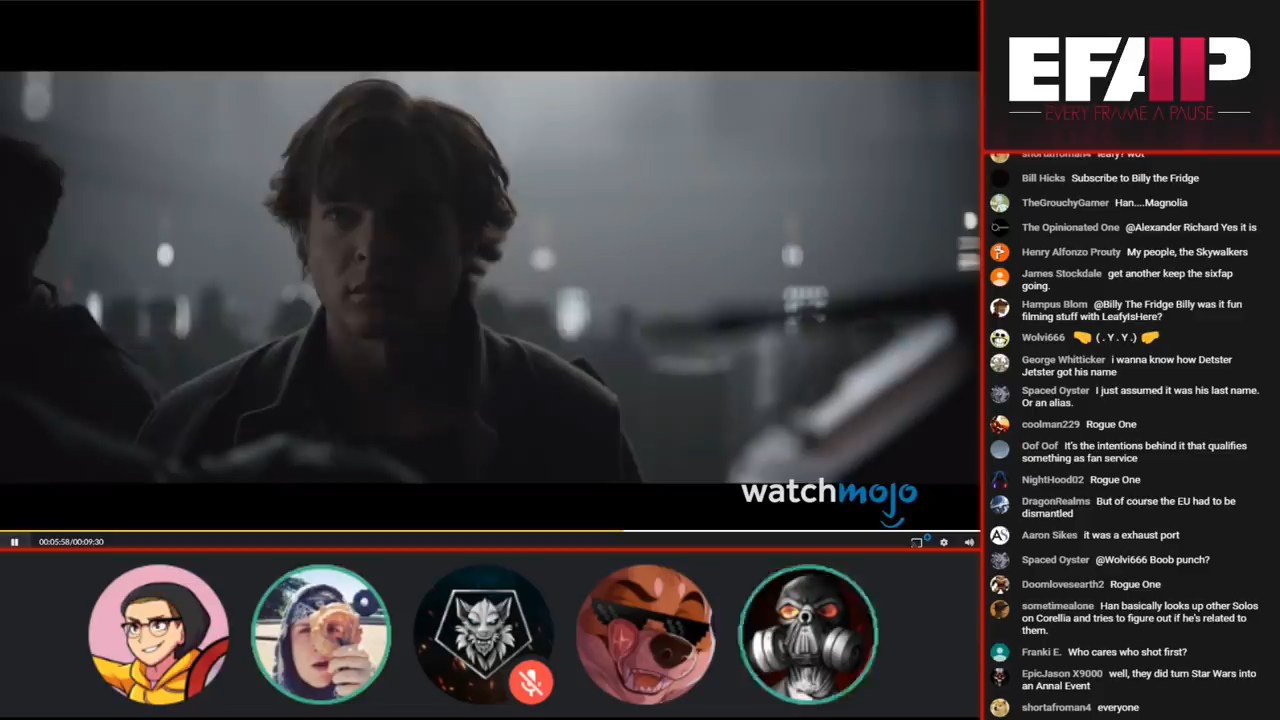 EFAP
EVERY FRAME A PAUSE
shortafroman4 leafy? wot
Bill Hicks Subscribe to Billy the Fridge
TheGrouchyGamer Han....Magnolia
The Opinionated One @Alexander Richard Yes it is
Henry Alfonzo Prouty My people, the Skywalkers
James Stockdale get another keep the sixfap
going.
Hampus Blom @Billy The Fridge Billy was it fun
filming stuff with LeafyIsHere?
Wolvi666 🤜 ( . Y . Y . ) 🤛
George Whitticker i wanna know how Detster
Jetster got his name
Spaced Oyster I just assumed it was his last name.
Or an alias.
coolman229 Rogue One
Oof Oof It's the intentions behind it that qualifies
something as fan service
NightHood02 Rogue One
DragonRealms But of course the EU had to be
dismantled
AS
Aaron Sikes it was a exhaust port
Spaced Oyster @Wolvi666 Boob punch?
Doomlovesearth2 Rogue One
sometimealone Han basically looks up other Solos
on Corellia and tries to figure out if he's related to
them.
Franki E. Who cares who shot first?
EpicJason X9000 well, they did turn Star Wars into
an Annal Event
shortafroman4 everyone
watchmojo
00:05:58/00:09:30